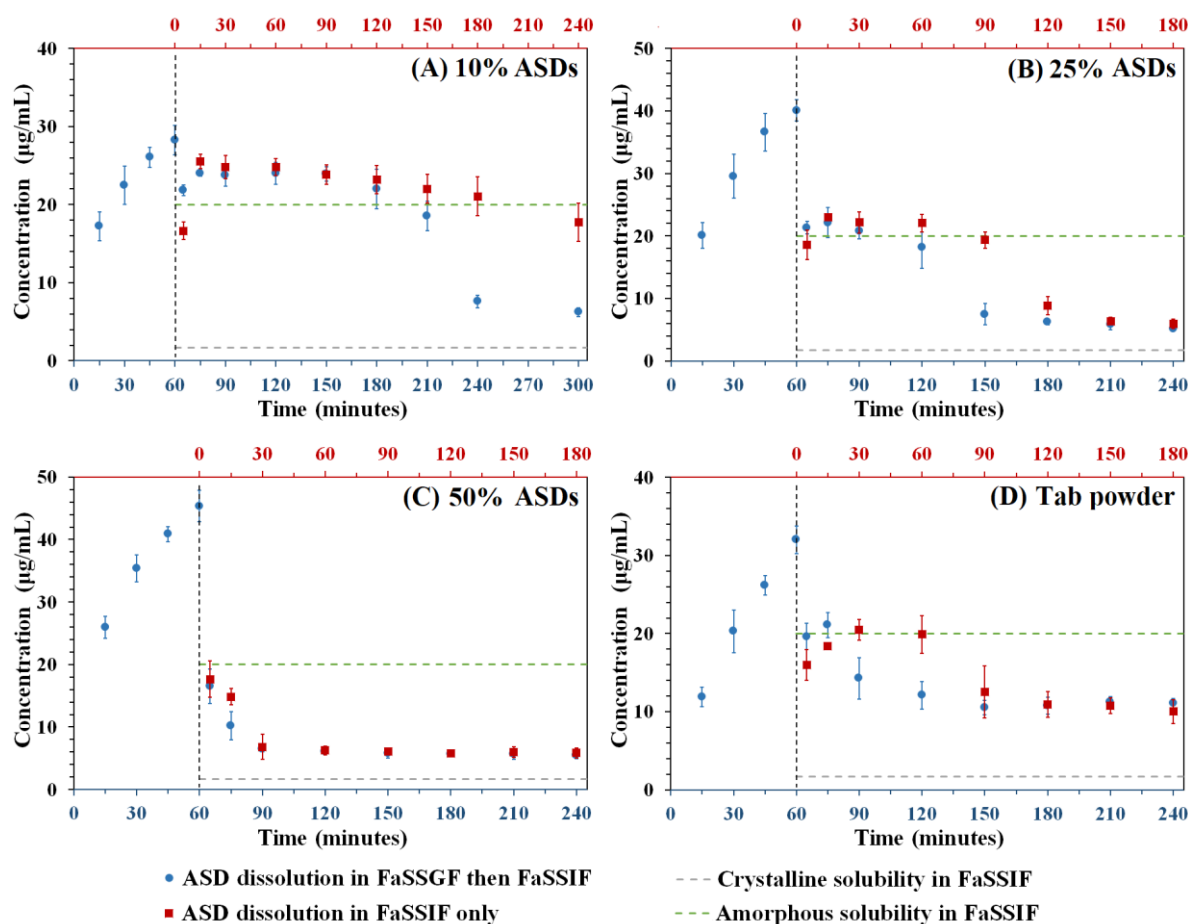 0 30 60 90 120 150 180 210 240
40
30
20
10
0
(A) 10% ASDs
Concentration (µg/mL)
0 30 60 90 120 150 180 210 240 270 300
Time (minutes)
0 30 60 90 120 150 180
50
40
30
20
10
0
(B) 25% ASDs
Concentration (µg/mL)
0 30 60 90 120 150 180 210 240
Time (minutes)
0 30 60 90 120 150 180
50
40
30
20
10
0
(C) 50% ASDs
Concentration (µg/mL)
0 30 60 90 120 150 180 210 240
Time (minutes)
0 30 60 90 120 150 180
40
30
20
10
0
(D) Tab powder
Concentration (µg/mL)
0 30 60 90 120 150 180 210 240
Time (minutes)
ASD dissolution in FaSSGF then FaSSIF
Crystalline solubility in FaSSIF
ASD dissolution in FaSSIF only
Amorphous solubility in FaSSIF